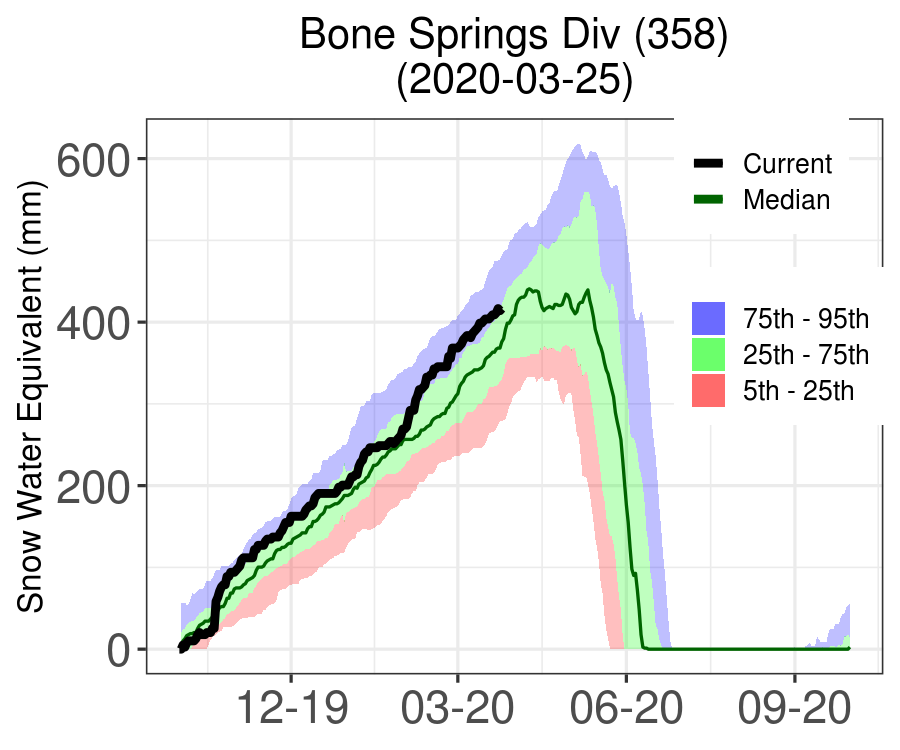 Bone Springs Div (358)
(2020-03-25)
Snow Water Equivalent (mm)
600
400
200
0
12-19
03-20
06-20
09-20
Current
Median
75th - 95th
25th - 75th
5th - 25th